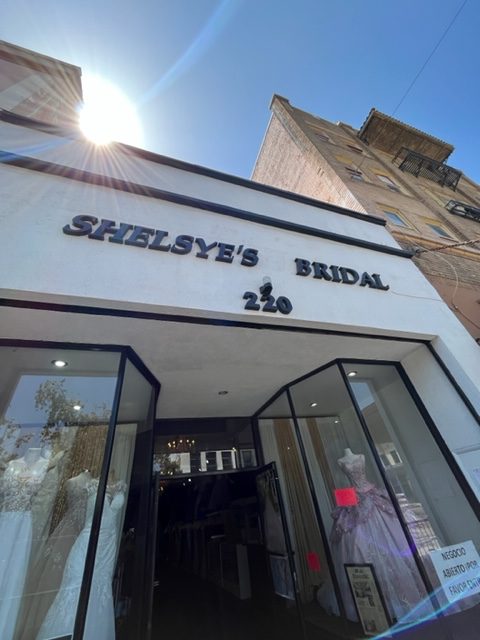 SHELSYE'S BRIDAL
220
NEGOCIO
ABIERTO (POR
FAVOR